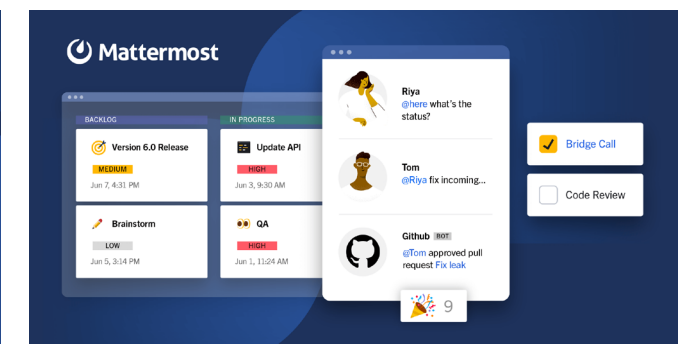 Mattermost
BACKLOG
Version 6.0 Release
MEDIUM
Jun 7, 4:31 PM
Brainstorm
LOW
Jun 5, 3:14 PM
IN PROGRESS
Update API
HIGH
Jun 3, 9:30 AM
QA
HIGH
Jun 1, 11:24 AM
Riya
@here what's the
status?
Tom
@Riya fix incoming...
Github BOT
@Tom approved pull
request Fix leak
9
Bridge Call
Code Review